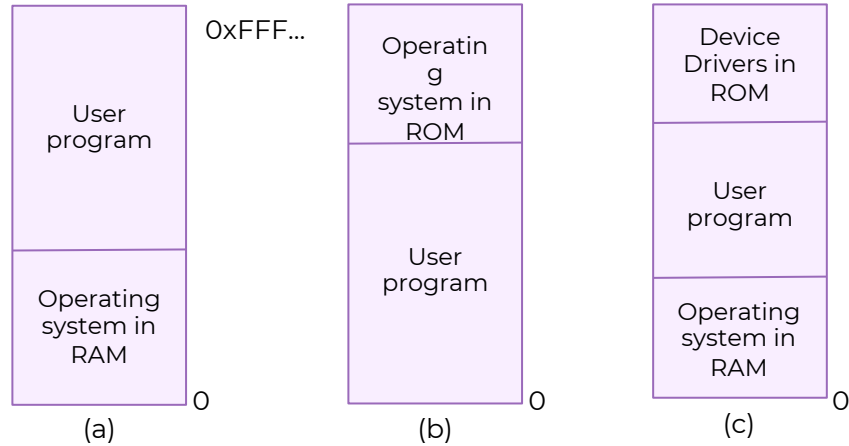 User
program
Operating
system in
RAM
0xFFF...
0
(a)
Operatin
g
system in
ROM
User
program
0
(b)
Device
Drivers in
ROM
User
program
Operating
system in
RAM
0
(c)